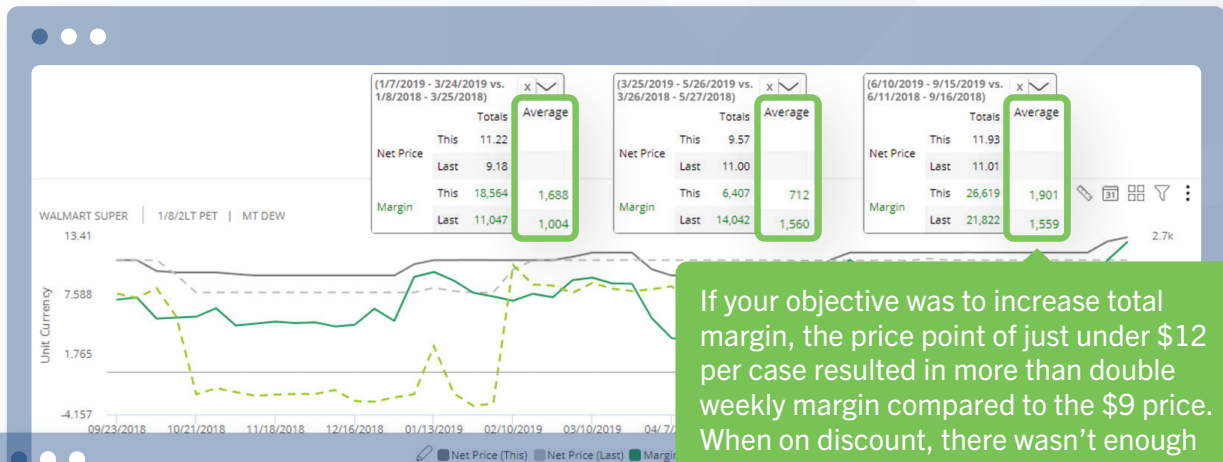 (1/7/2019 - 3/24/2019 vs.
1/8/2018 - 3/25/2018)
x
Totals Average
Net Price
This 11.22
Last 9.18
Margin
This 18,564 1,688
Last 11,047 1,004
(3/25/2019 - 5/26/2019 vs.
3/26/2018 - 5/27/2018)
x
Totals Average
Net Price
This 9.57
Last 11.00
Margin
This 6,407 712
Last 14,042 1,560
(6/10/2019 - 9/15/2019 vs.
6/11/2018 - 9/16/2018)
x
Totals Average
Net Price
This 11.93
Last 11.01
Margin
This 26,619 1,901
Last 21,822 1,559
31
WALMART SUPER | 1/8/2LT PET | MT DEW
13.41
7.588
1.765
-4.157
Unit Currency
2.7k
09/23/2018 10/21/2018 11/18/2018 12/16/2018 01/13/2019 02/10/2019 03/10/2019
Net Price (This) Net Price (Last)
If your objective was to increase total
margin, the price point of just under $12
per case resulted in more than double
weekly margin compared to the $9 price.
When on discount, there wasn't enough